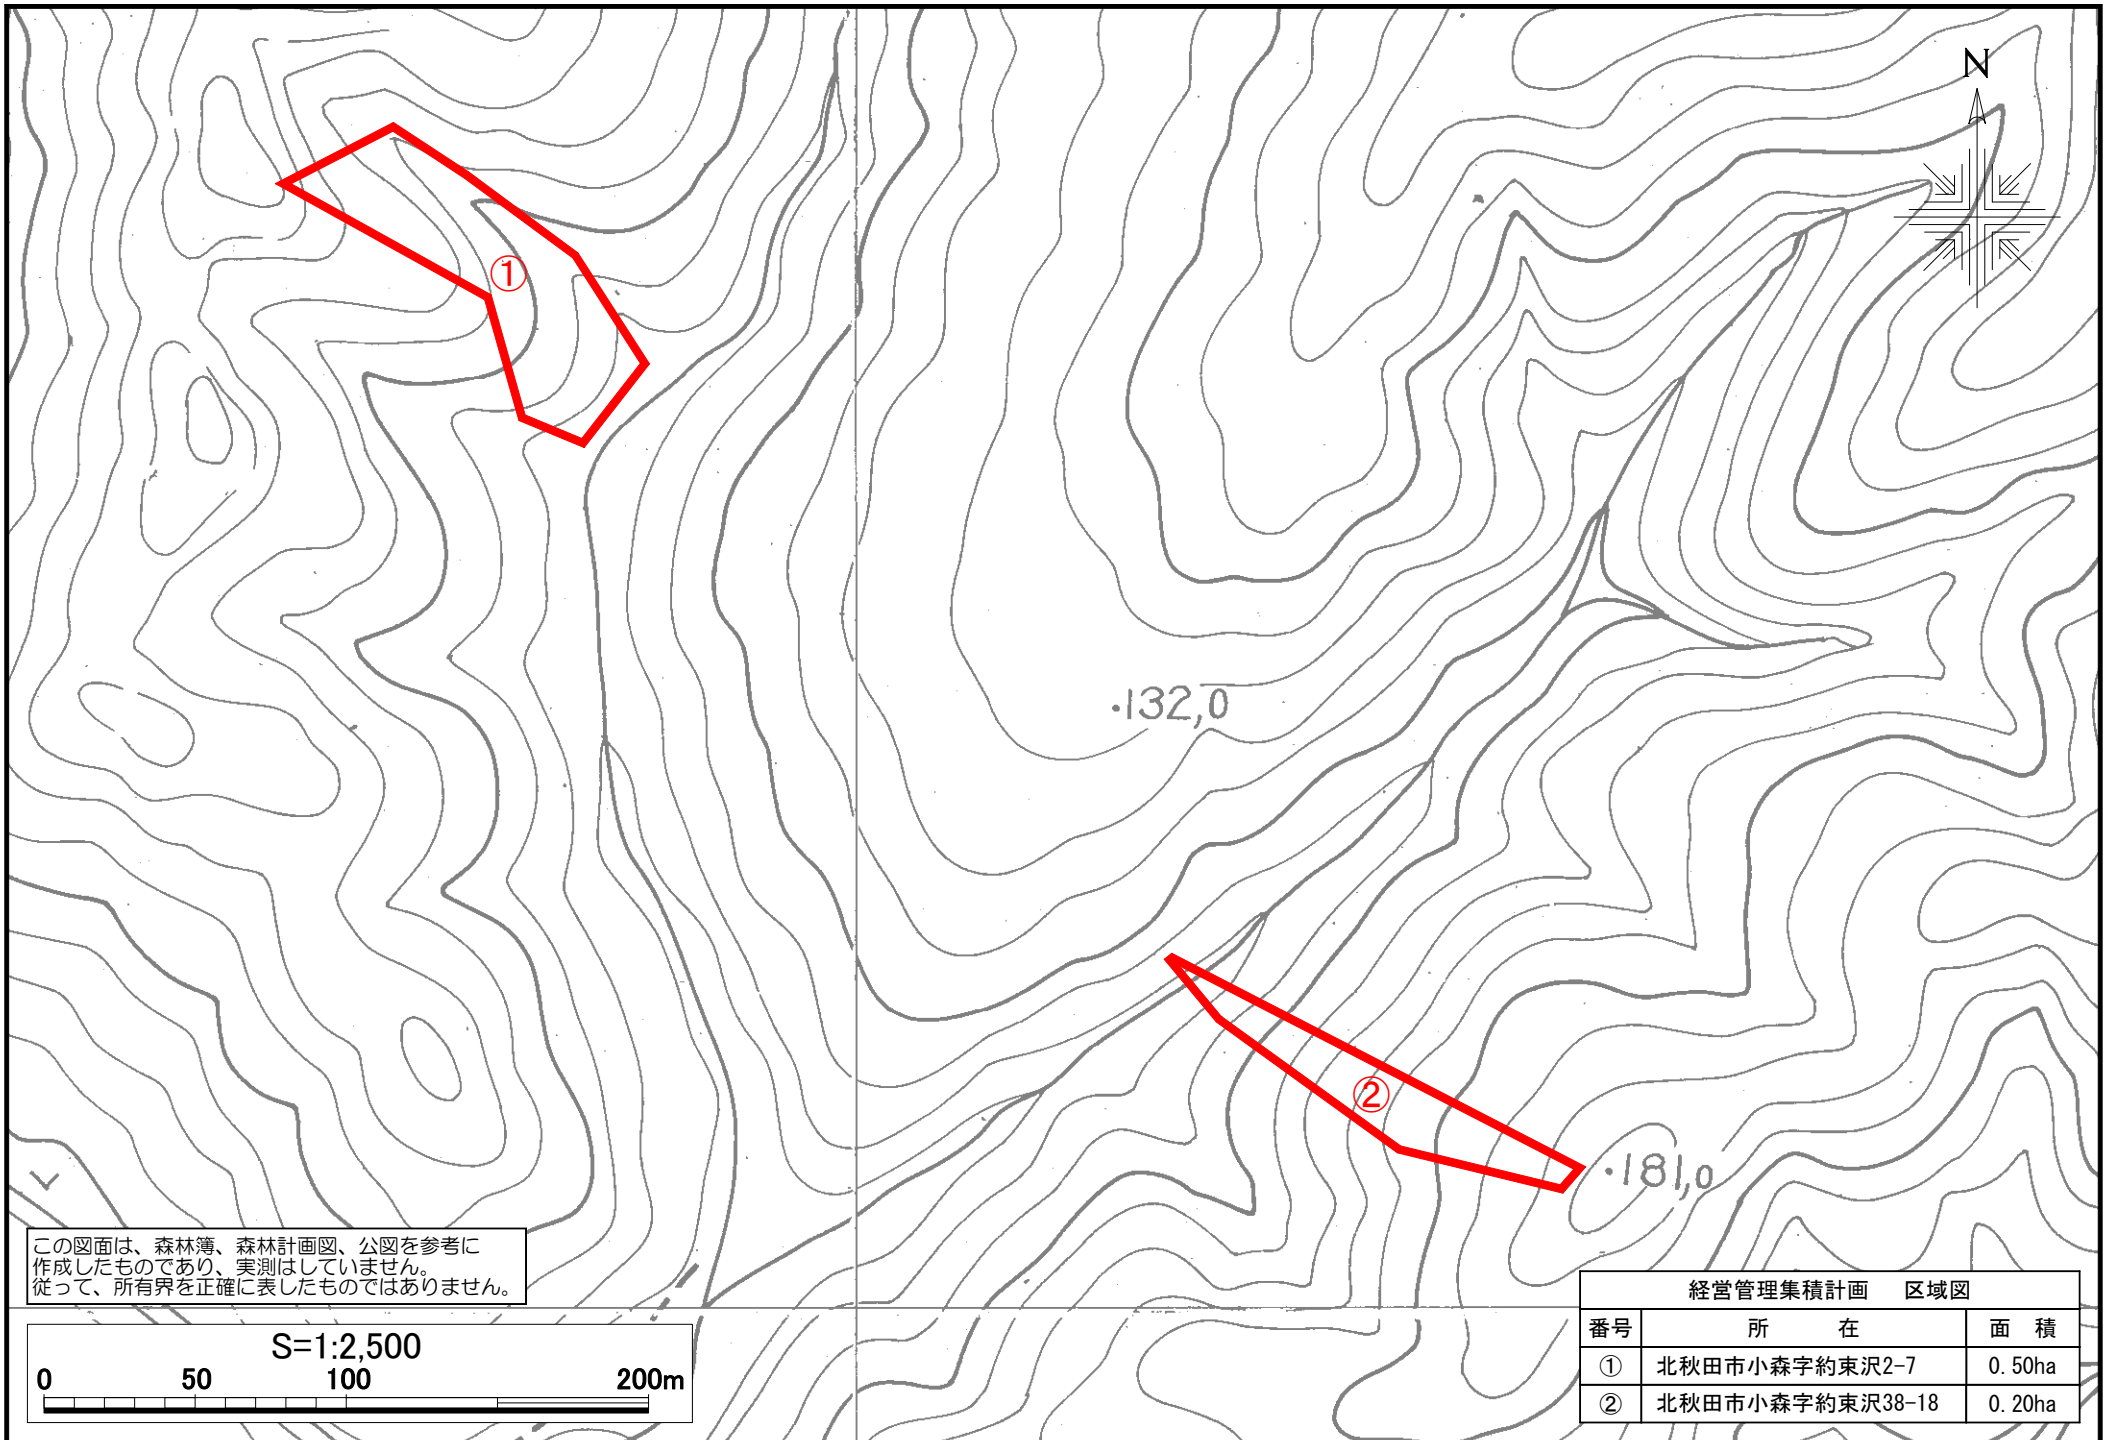 N
①
·132,0
②
·181,0
この図面は、森林簿、森林計画図、公図を参考に
作成したものであり、実測はしていません。
従って、所有界を正確に表したものではありません。
S=1:2,500
0 50 100 200m
経営管理集積計画 区域図
番号 所 在 面 積
① 北秋田市小森字約束沢2-7 0.50ha
② 北秋田市小森字約束沢38-18 0.20ha